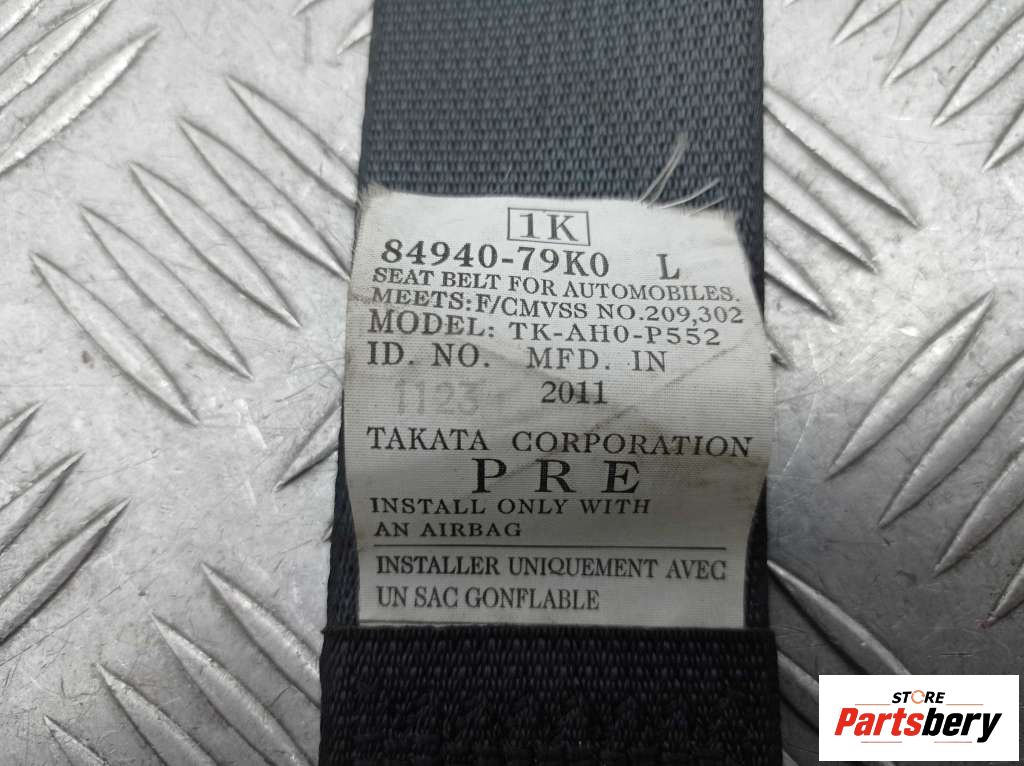 1K
84940-79K0 L
SEAT BELT FOR AUTOMOBILES.
MEETS:F/CMVSS NO.209,302
MODEL: TK-AH0-P552
ID. NO. MFD. IN
1123 2011
TAKATA CORPORATION
PRE
INSTALL ONLY WITH
AN AIRBAG
INSTALLER UNIQUEMENT AVEC
UN SAC GONFLABLE
STORE
Partsbery